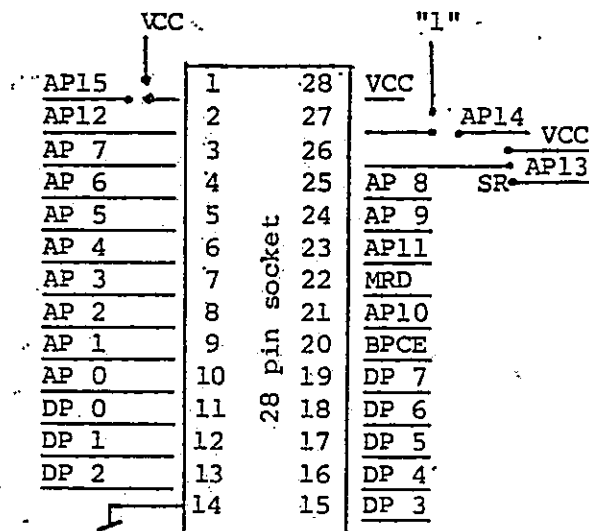 VCC "1"
AP15 1 28 VCC
AP12 2 27 AP14
VCC
AP 7 3 26
AP13
AP 6 4 25 AP 8 SR
AP 5 5 24 AP 9
AP 4 6 23 AP11
AP 3 7 22 MRD
AP 2 8 21 AP10
AP 1 9 20 BPCE
AP 0 10 19 DP 7
DP 0 11 18 DP 6
DP 1 12 17 DP 5
DP 2 13 16 DP 4
14 15 DP 3
28 pin socket